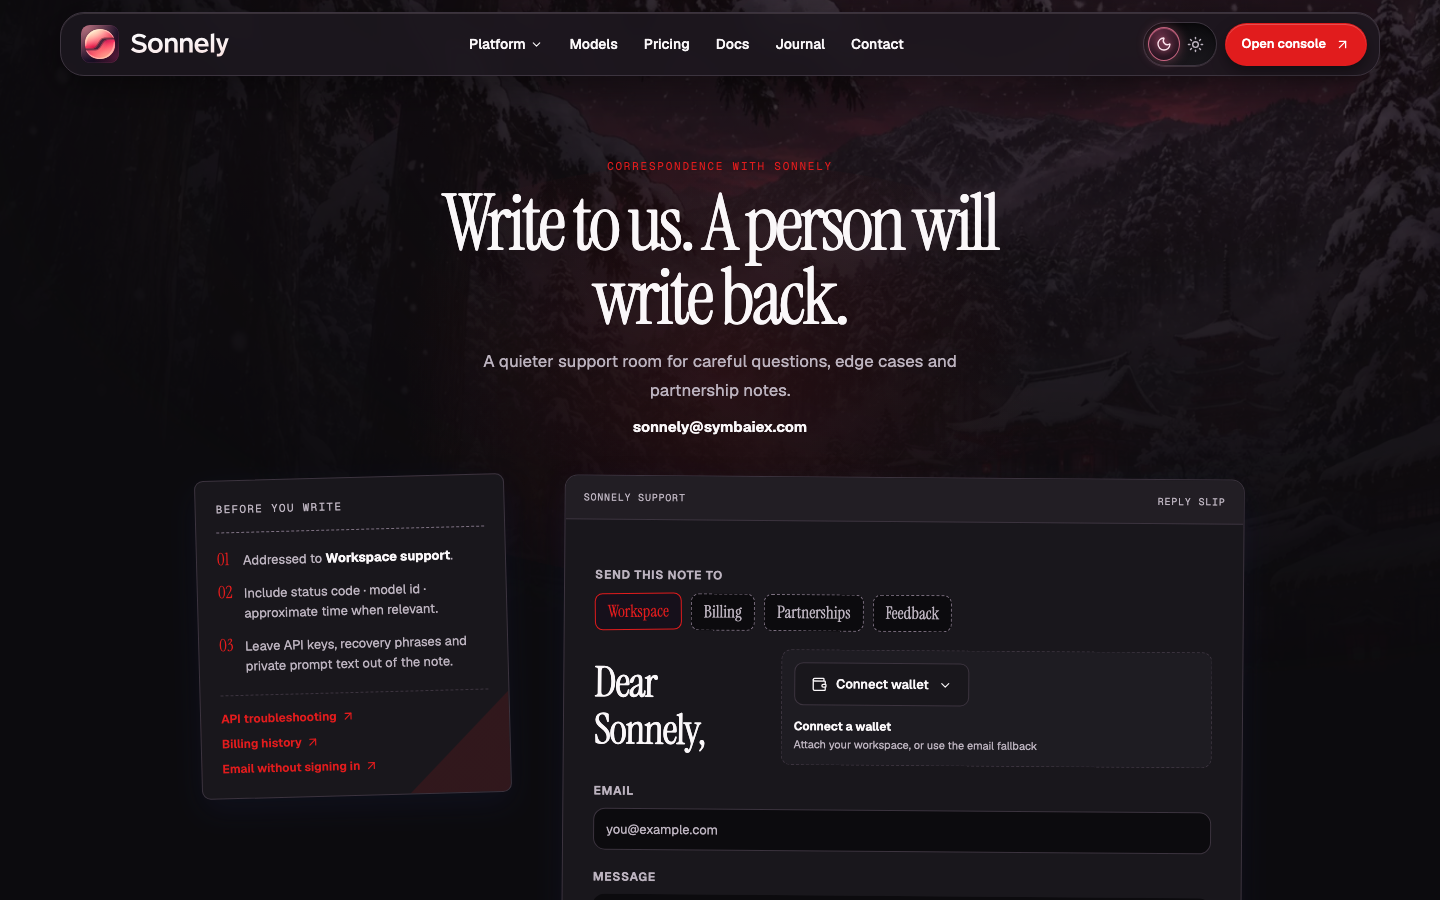 Sonnely
Platform
Models
Pricing
Docs
Journal
Contact
Open console
CORRESPONDENCE WITH SONNELY
Write to us. A person will
write back.
A quieter support room for careful questions, edge cases and
partnership notes.
sonnely@symbaiex.com
BEFORE YOU WRITE
01 Addressed to Workspace support.
02 Include status code · model id ·
approximate time when relevant.
03 Leave API keys, recovery phrases and
private prompt text out of the note.
API troubleshooting
Billing history
Email without signing in
SONNELY SUPPORT
REPLY SLIP
SEND THIS NOTE TO
Workspace
Billing
Partnerships
Feedback
Dear
Sonnely,
Connect wallet
Connect a wallet
Attach your workspace, or use the email fallback
EMAIL
you@example.com
MESSAGE